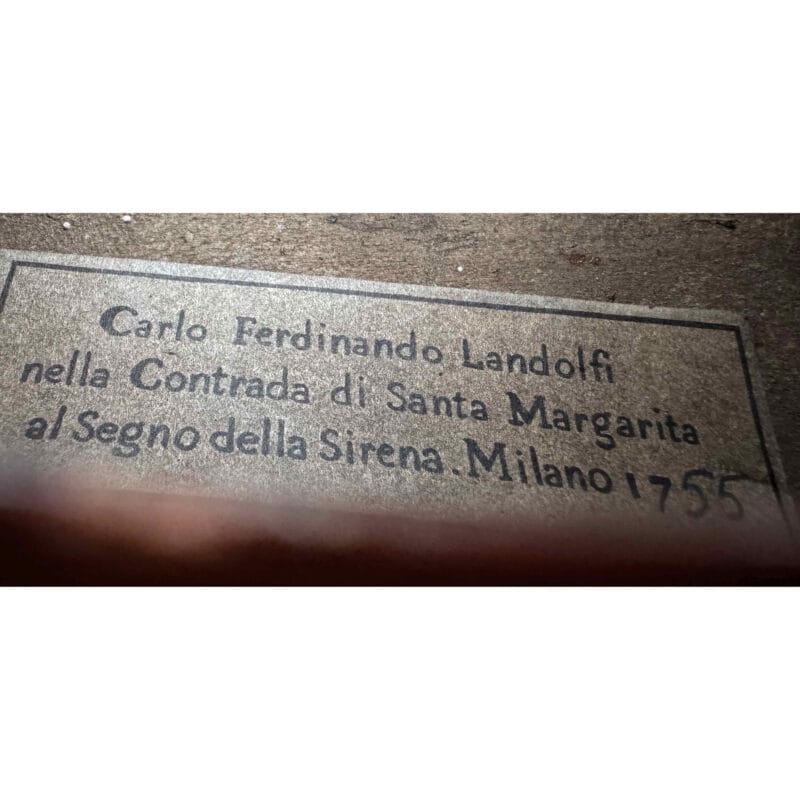 Carlo Ferdinando Landolfi
nella Contrada di Santa Margarita
al Segno della Sirena. Milano 1755